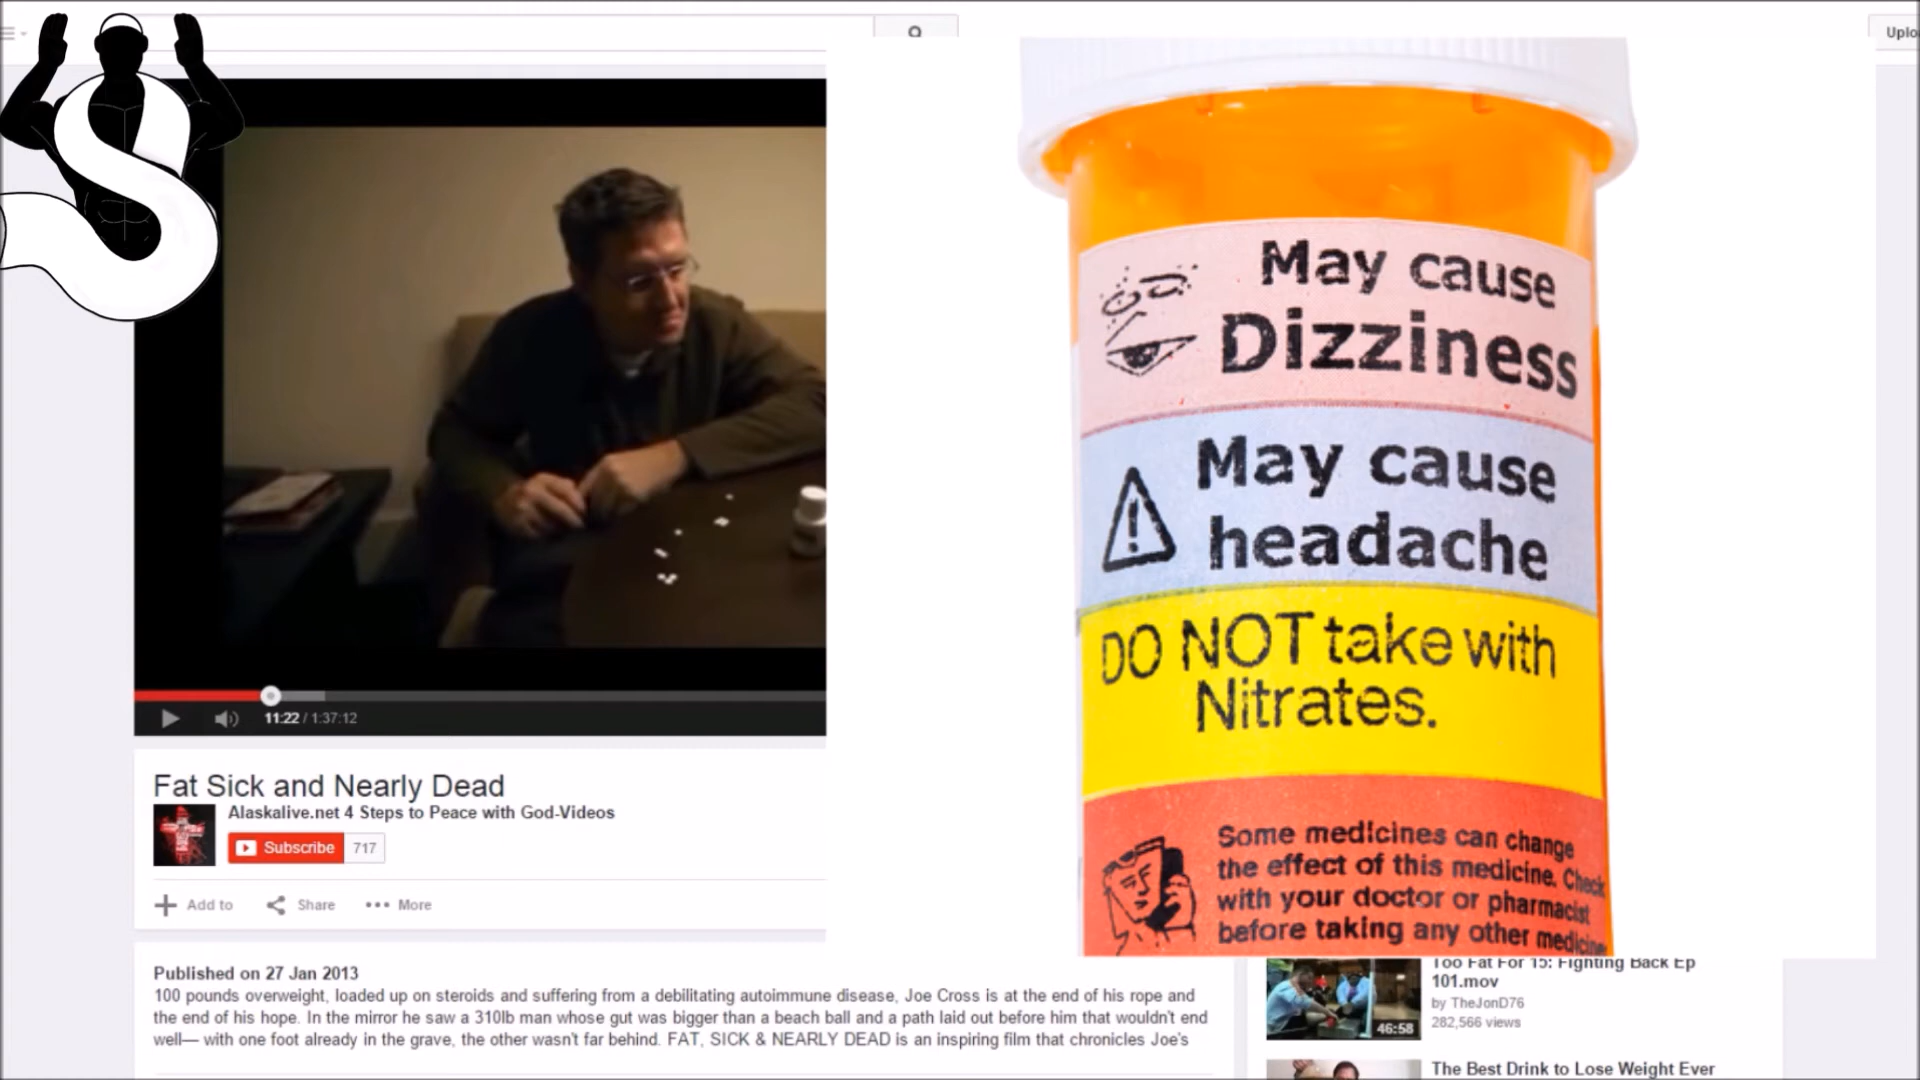 Uplo
May cause
Dizziness
May cause
headache
DO NOT take with
Nitrates.
Some medicines can change
the effect of this medicine. Check
with your doctor or pharmacist
before taking any other medicine
11:22 / 1:37:12
Fat Sick and Nearly Dead
Alaskalive.net 4 Steps to Peace with God-Videos
Subscribe 717
Add to Share More
Published on 27 Jan 2013
100 pounds overweight, loaded up on steroids and suffering from a debilitating autoimmune disease, Joe Cross is at the end of his rope and
the end of his hope. In the mirror he saw a 310lb man whose gut was bigger than a beach ball and a path laid out before him that wouldn't end
well— with one foot already in the grave, the other wasn't far behind. FAT, SICK & NEARLY DEAD is an inspiring film that chronicles Joe's
Too Fat For 15: Fighting Back Ep
101.mov
by TheJonD76
282,566 views
46:58
The Best Drink to Lose Weight Ever